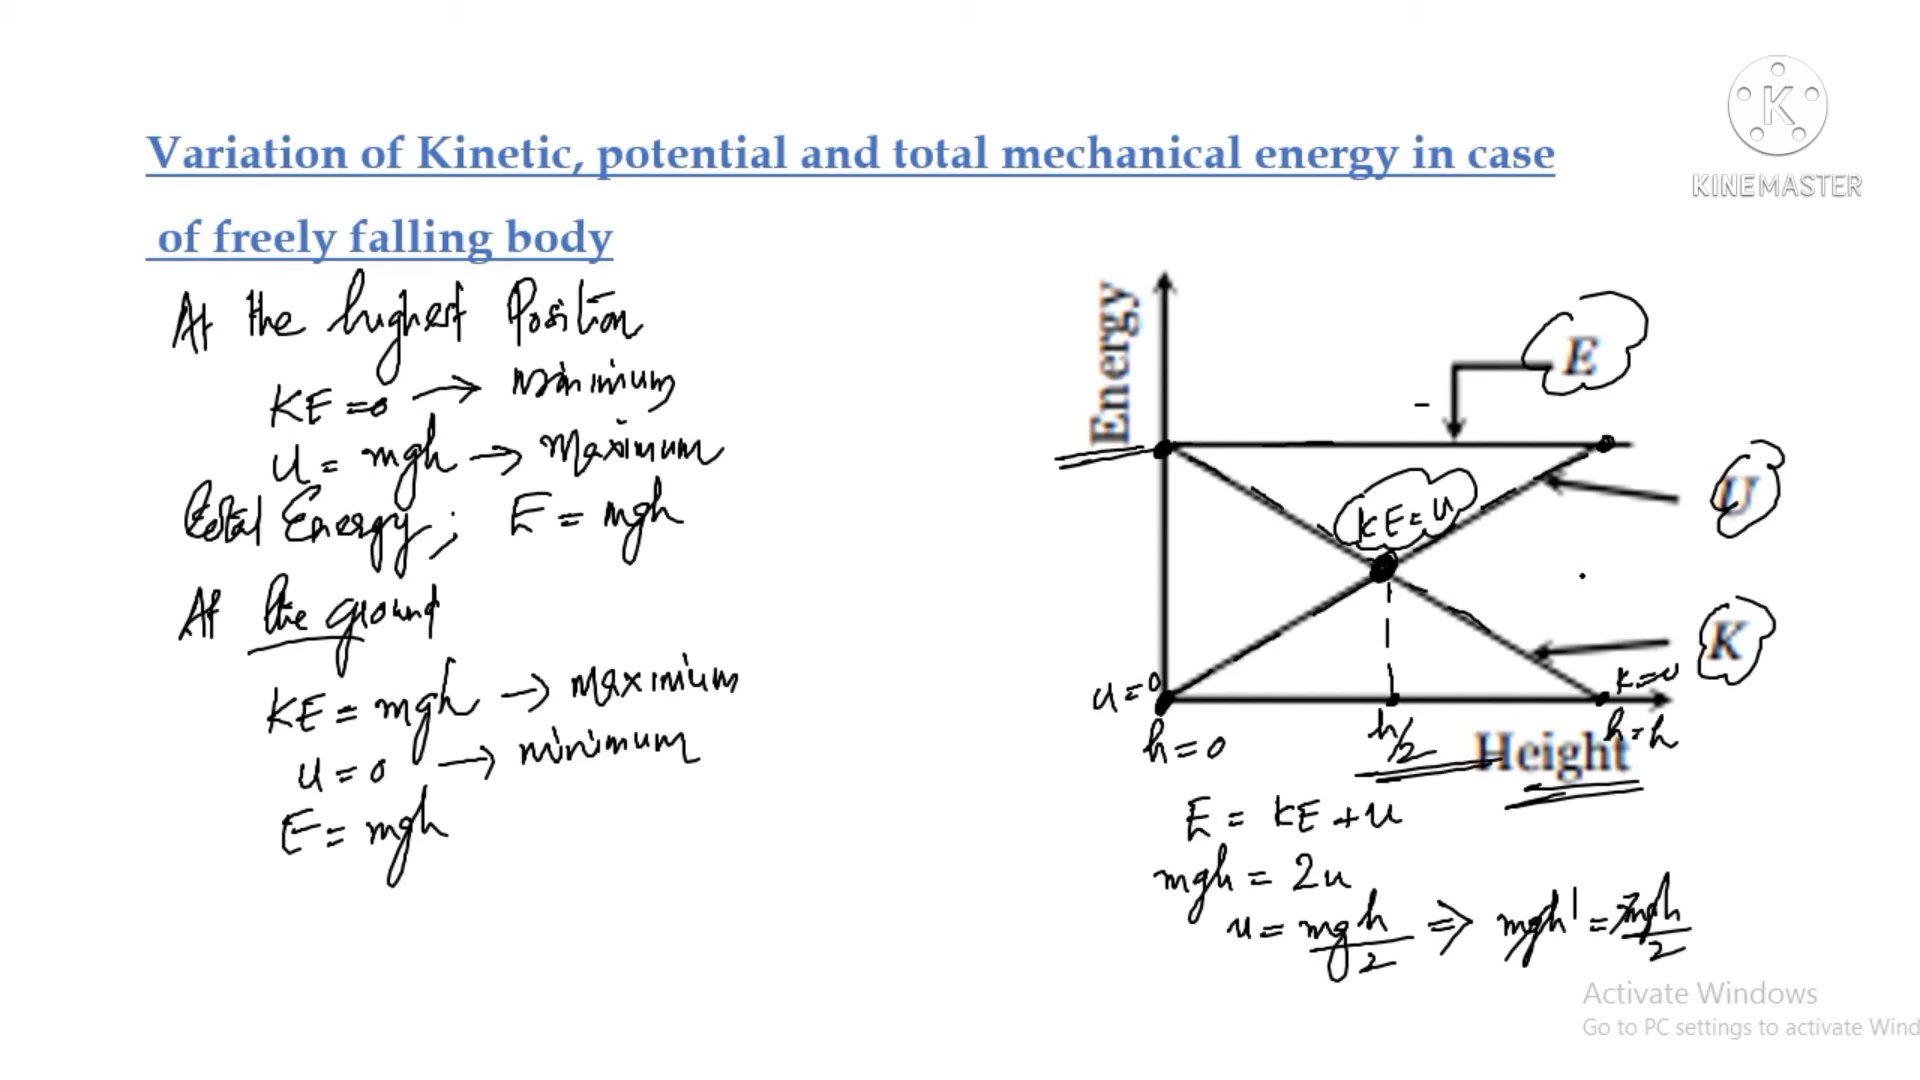 K
KINEMASTER
Variation of Kinetic, potential and total mechanical energy in case
of freely falling body
At the highest Position
KE = 0 → minimum
U = mgh → Maximum
Total Energy; E = mgh
At the ground
KE = mgh → maximum
U = 0 → minimum
E = mgh
Energy
E
U
KE = U
K
U = 0
K = 0
h = 0
h/2
h = h
Height
E = KE + U
mgh = 2U
U = mgh/2 ⇒ mgh' = mgh/2
Activate Windows
Go to PC settings to activate Wind